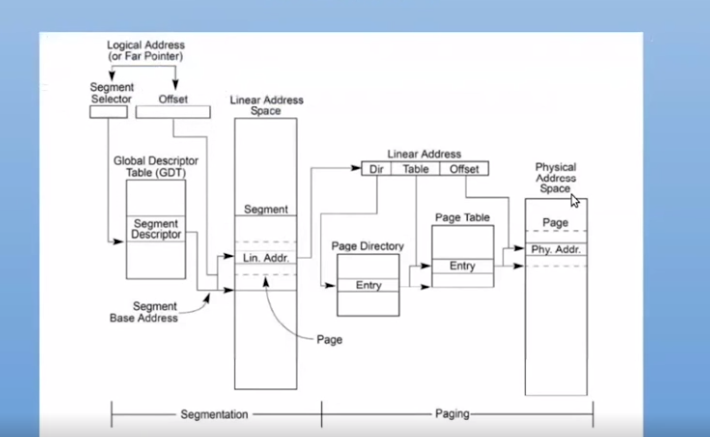 Logical Address
(or Far Pointer)
Segment
Selector
Offset
Linear Address
Space
Global Descriptor
Table (GDT)
Segment
Descriptor
Segment
Lin. Addr.
Segment
Base Address
Page
Linear Address
Dir
Table
Offset
Page Directory
Entry
Page Table
Entry
Physical
Address
Space
Page
Phy. Addr.
Segmentation
Paging